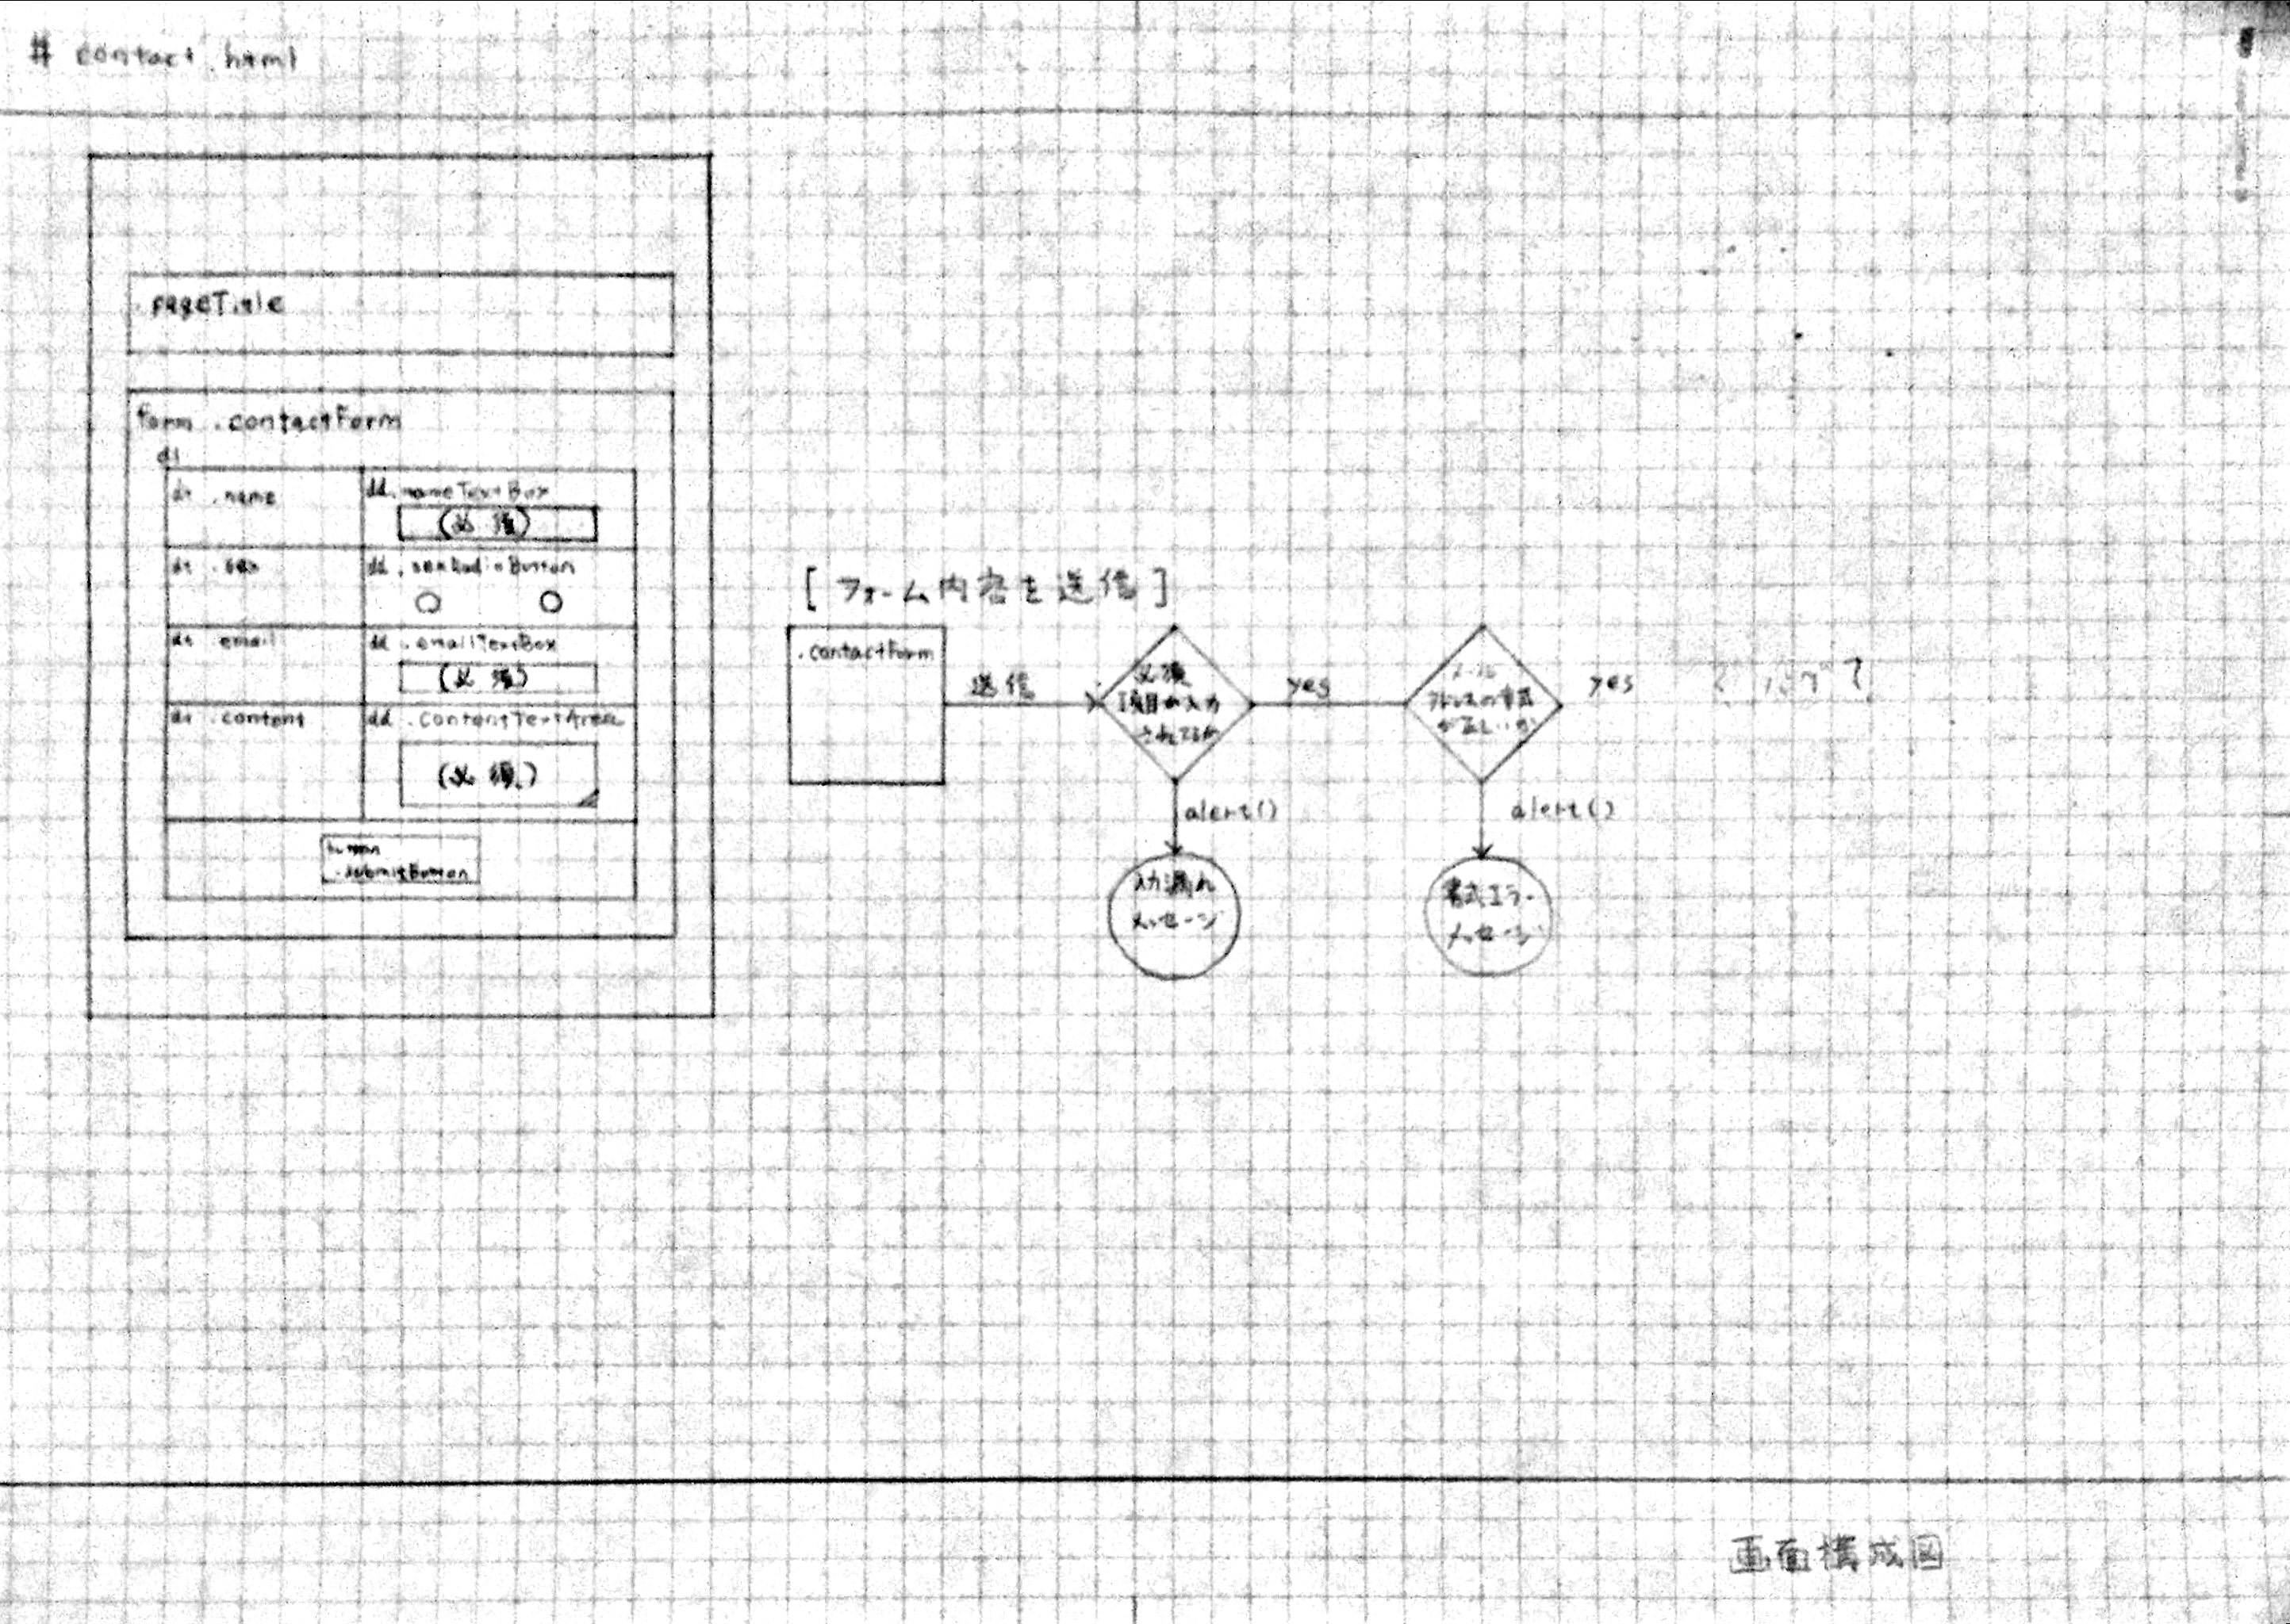 # contact.html
.pageTitle
form .contactForm
dl
dt .name
dd .nameTextBox
(必須)
dt .sex
dd .sexRadioButton
dt .email
dd .emailTextBox
(必須)
dt .content
dd .contentTextArea
(必須)
button
.submitButton
[フォーム内容を送信]
.contactForm
送信
必須
項目が入力
されてるか
yes
メール
アドレスの書式
が正しいか
yes
alert()
入力漏れ
メッセージ
alert()
書式エラー
メッセージ
画面構成図